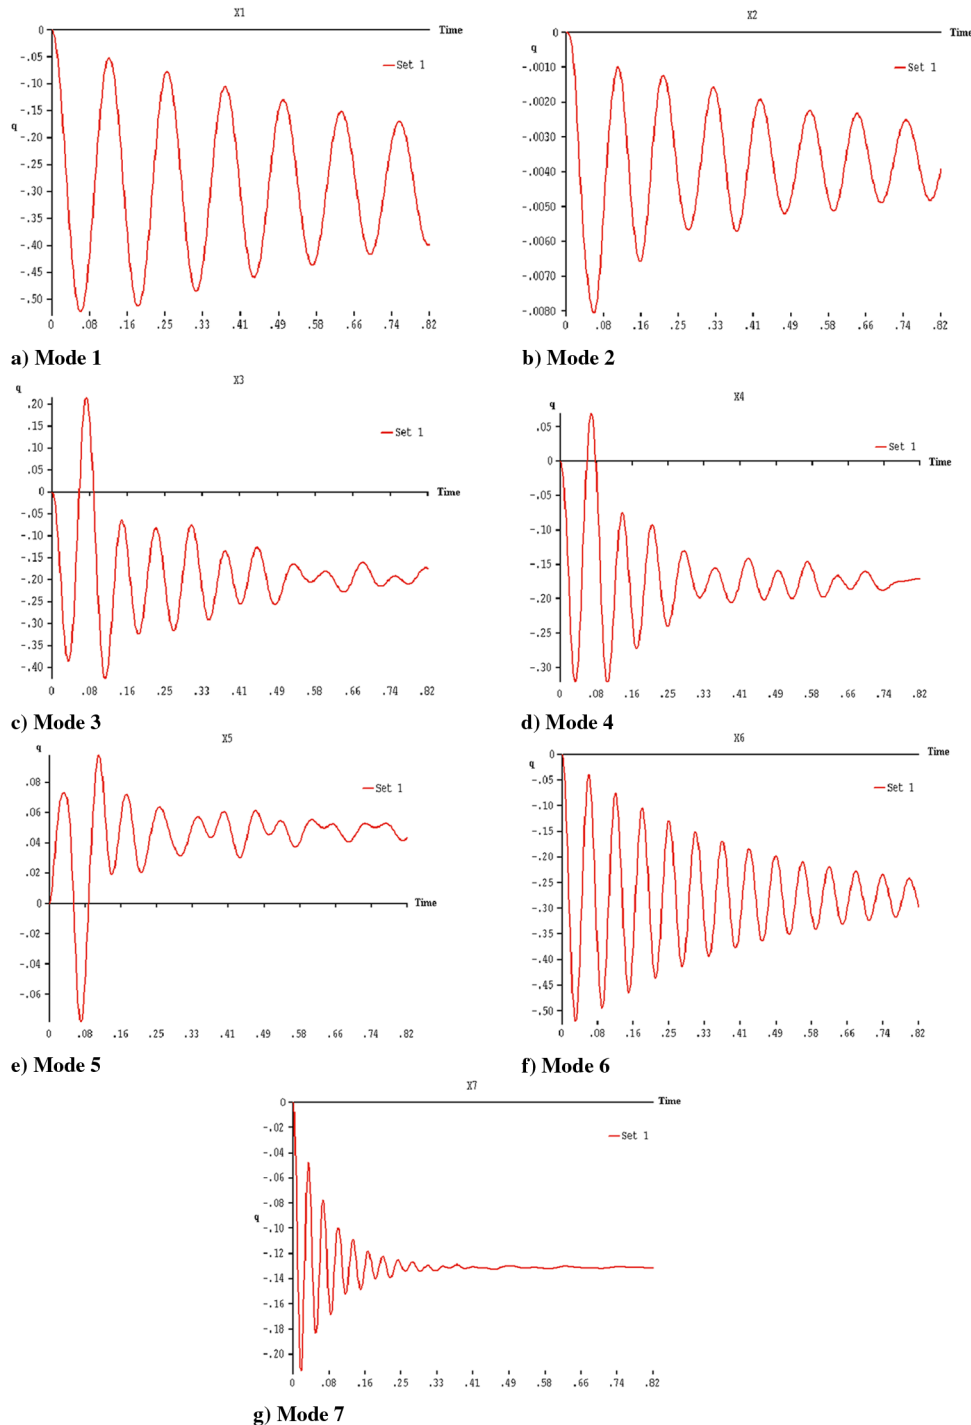 X1
0
Time
-.05
Set 1
-.10
-.15
q
-.20
-.25
-.30
-.35
-.40
-.45
-.50
0 .08 .16 .25 .33 .41 .49 .58 .66 .74 .82
a) Mode 1
X2
0
Time
q
-.0010
Set 1
-.0020
-.0030
-.0040
-.0050
-.0060
-.0070
-.0080
0 .08 .16 .25 .33 .41 .49 .58 .66 .74 .82
b) Mode 2
X3
q
.20
.15
Set 1
.10
.05
0
Time
-.05
-.10
-.15
-.20
-.25
-.30
-.35
-.40
0 .08 .16 .25 .33 .41 .49 .58 .66 .74 .82
c) Mode 3
X4
q
.05
Set 1
0
Time
-.05
-.10
-.15
-.20
-.25
-.30
0 .08 .16 .25 .33 .41 .49 .58 .66 .74 .82
d) Mode 4
X5
q
.08
Set 1
.06
.04
.02
0
Time
-.02
-.04
-.06
0 .08 .16 .25 .33 .41 .49 .58 .66 .74 .82
e) Mode 5
X6
0
Time
q
-.05
Set 1
-.10
-.15
-.20
-.25
-.30
-.35
-.40
-.45
-.50
0 .08 .16 .25 .33 .41 .49 .58 .66 .74 .82
f) Mode 6
X7
0
Time
-.02
Set 1
-.04
-.06
-.08
q
-.10
-.12
-.14
-.16
-.18
-.20
0 .08 .16 .25 .33 .41 .49 .58 .66 .74 .82
g) Mode 7